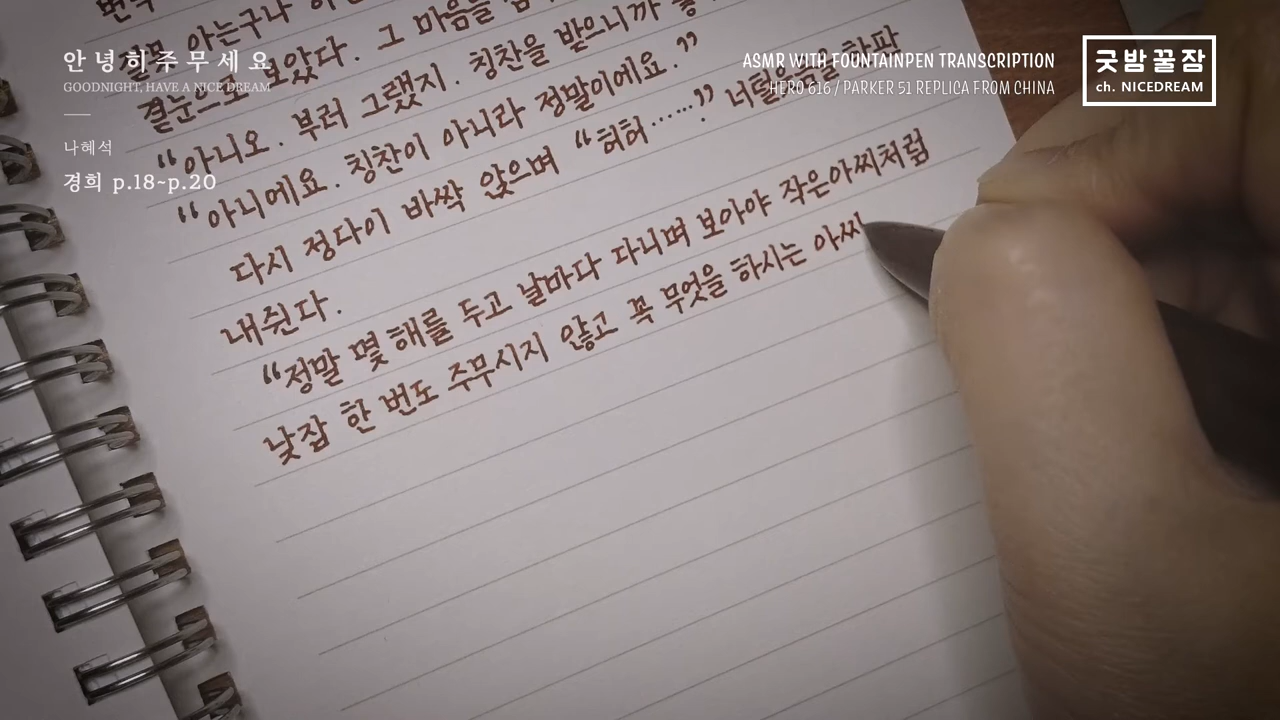 안녕히주무세요
GOODNIGHT, HAVE A NICE DREAM
나혜석
경희 p.18~p.20
ASMR WITH FOUNTAINPEN TRANSCRIPTION
HERO 616 / PARKER 51 REPLICA FROM CHINA
굿밤꿀잠
ch. NICEDREAM
아는구나
곁눈으로 보았다. 그 마음을
“아니오. 부러 그랬지. 칭찬을 받으니까
“아니에요. 칭찬이 아니라 정말이에요.”
다시 정다이 바싹 앉으며 “허허……” 너털웃음을 한판
내쉰다.
“정말 몇 해를 두고 날마다 다니며 보아야 작은아씨처럼
낮잠 한 번도 주무시지 않고 꼭 무엇을 하시는 아씨